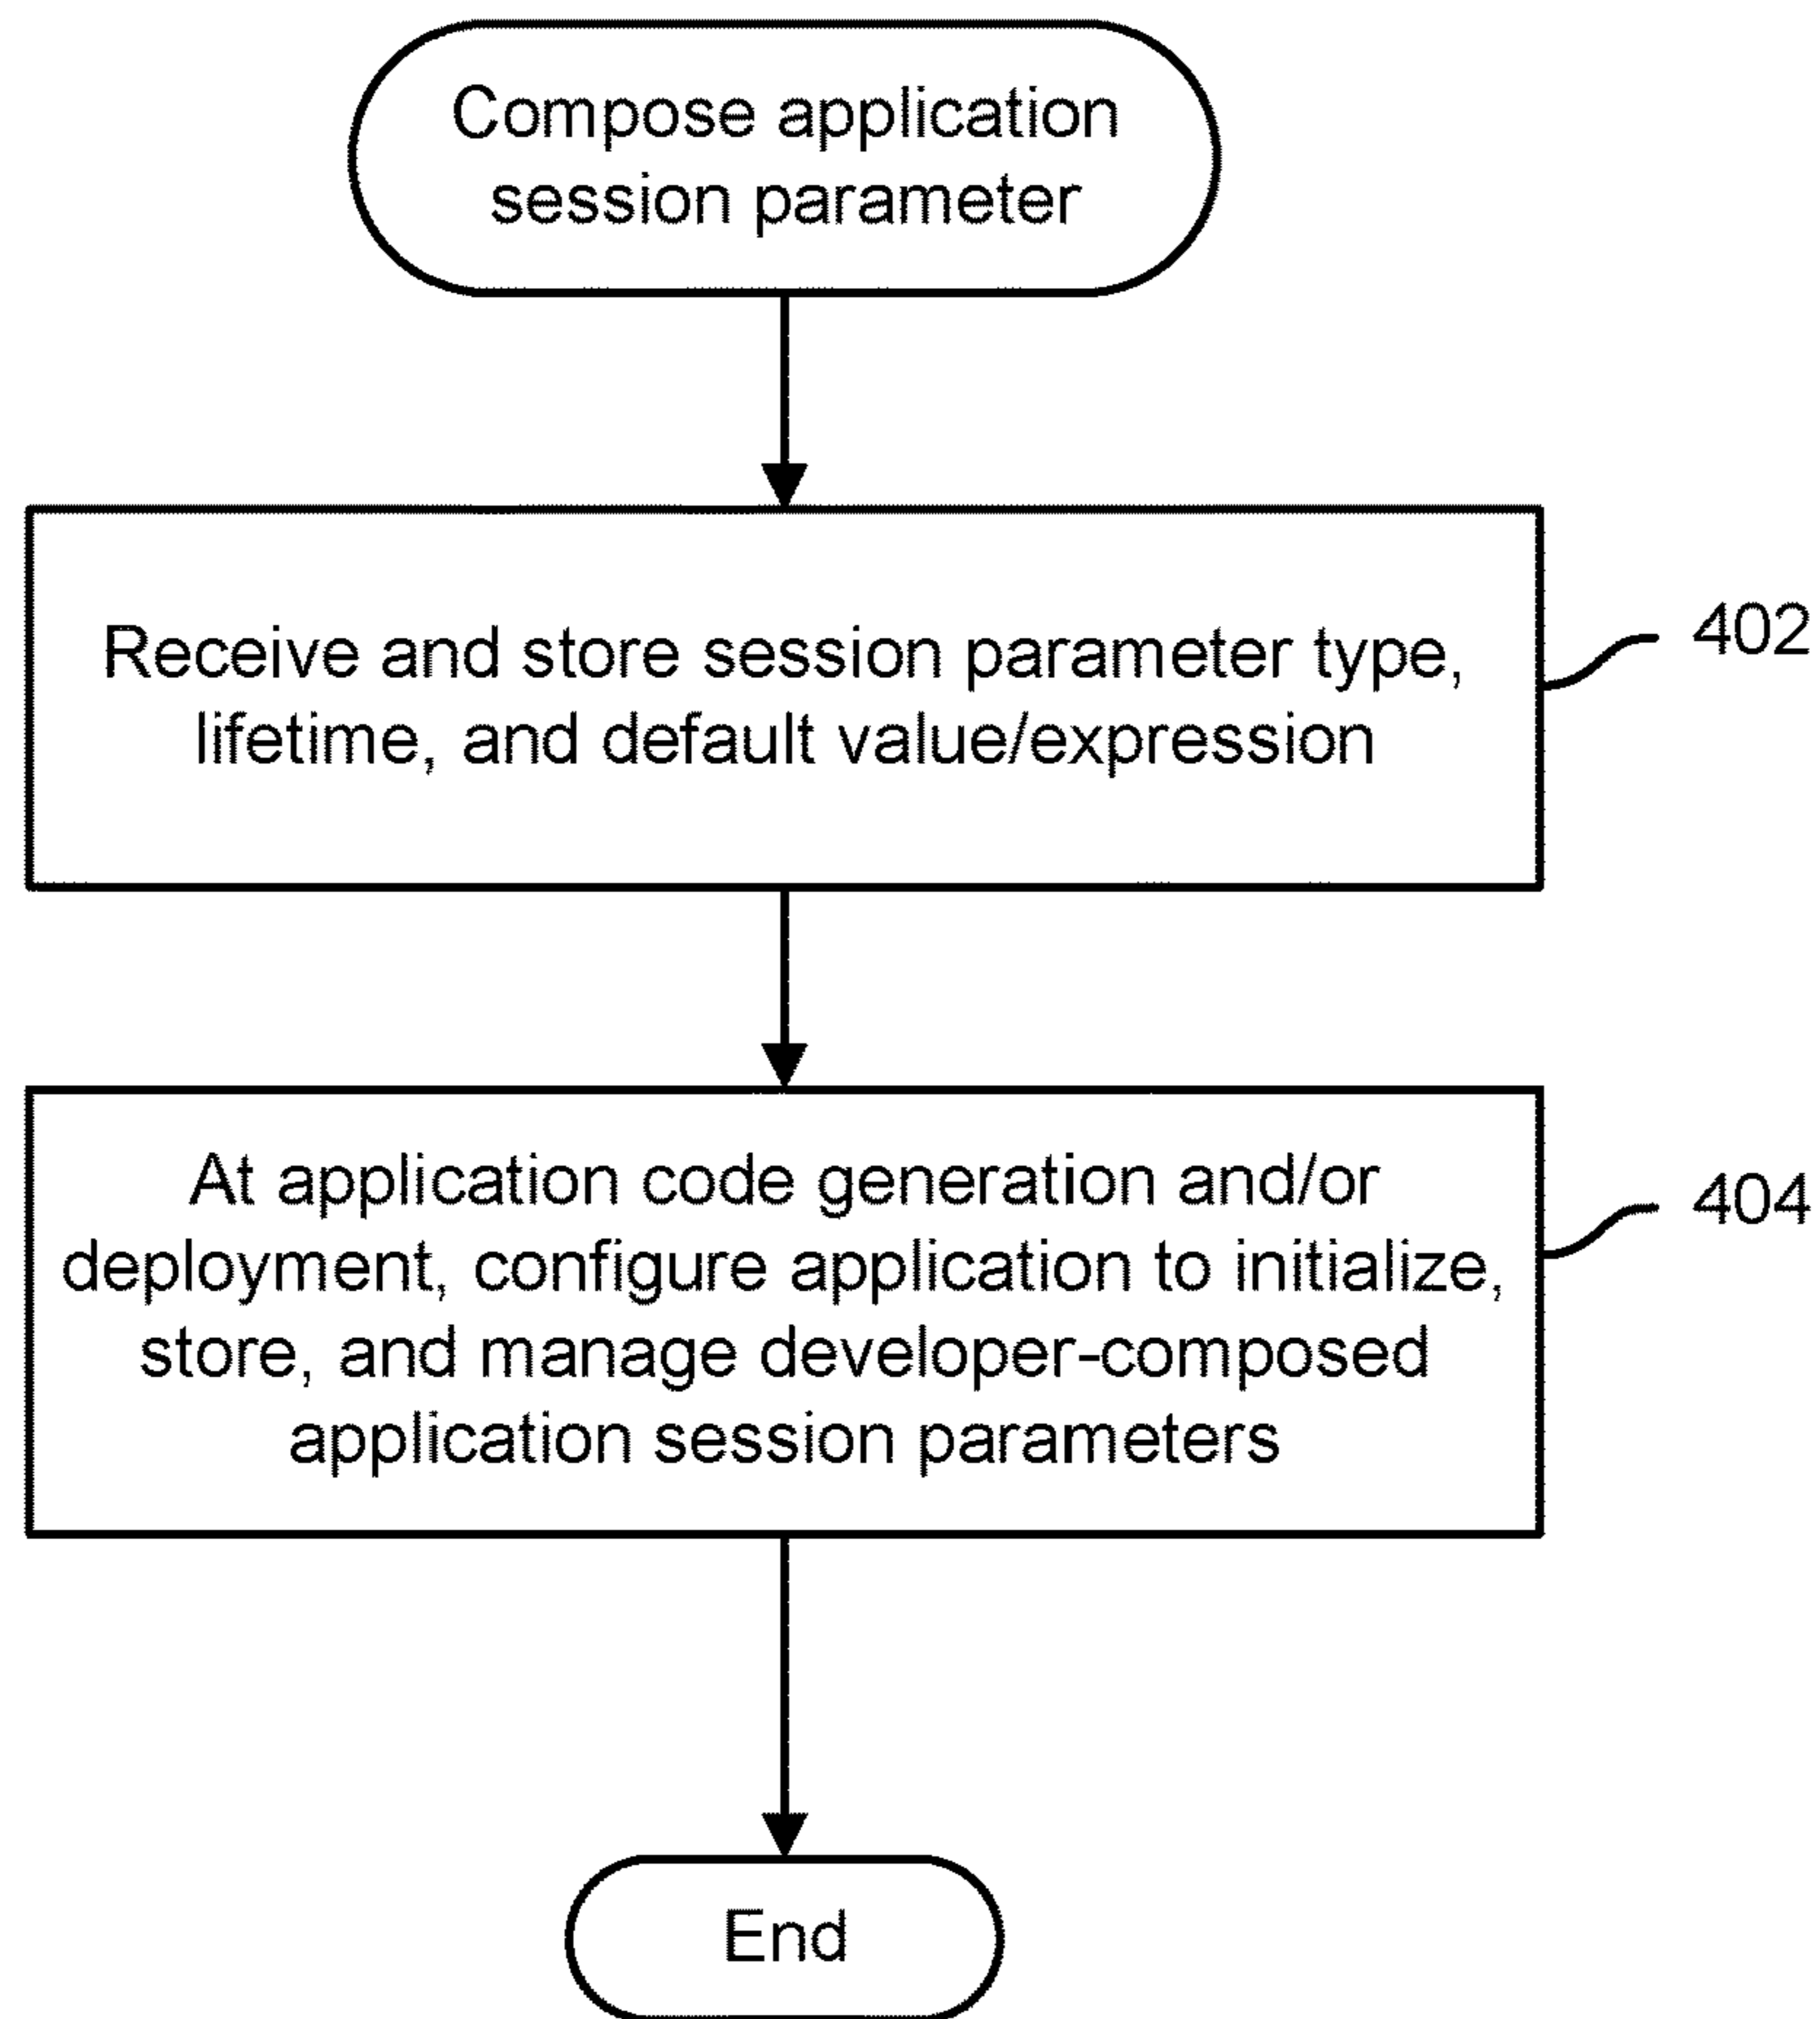 Compose application
session parameter
Receive and store session parameter type,
lifetime, and default value/expression
402
At application code generation and/or
deployment, configure application to initialize,
store, and manage developer-composed
application session parameters
404
End